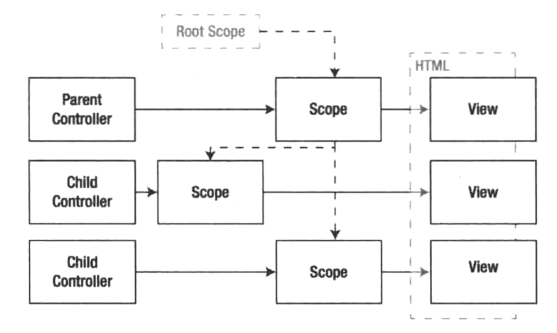 Root Scope
HTML
Parent
Controller
Scope
View
Child
Controller
Scope
View
Child
Controller
Scope
View